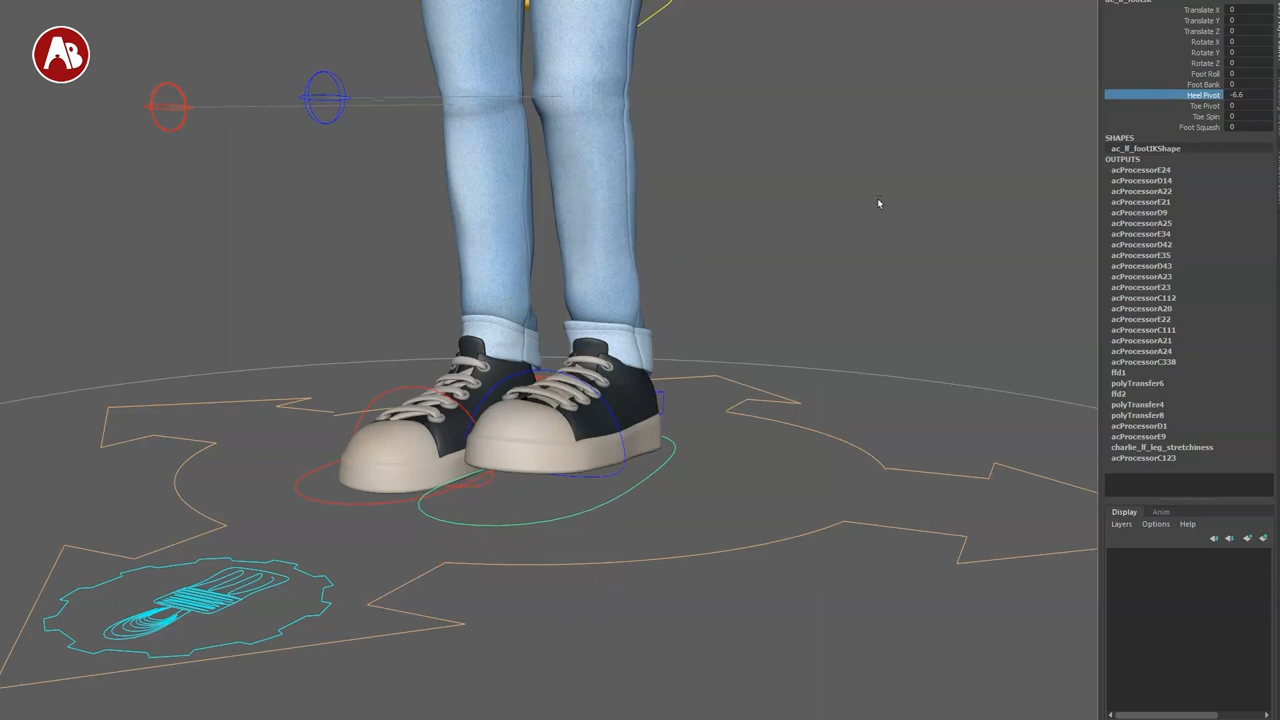 AB
Translate X 0
Translate Y 0
Translate Z 0
Rotate X 0
Rotate Y 0
Rotate Z 0
Foot Roll 0
Foot Bank 0
Heel Pivot -6.6
Toe Pivot 0
Toe Spin 0
Foot Squash 0
SHAPES
ac_lf_footIKShape
OUTPUTS
acProcessorE24
acProcessorD14
acProcessorA22
acProcessorE21
acProcessorD9
acProcessorA25
acProcessorE34
acProcessorD42
acProcessorE35
acProcessorD43
acProcessorA23
acProcessorE23
acProcessorC112
acProcessorA20
acProcessorE22
acProcessorC111
acProcessorA21
acProcessorA24
acProcessorC338
ffd1
polyTransfer6
ffd2
polyTransfer4
polyTransfer8
acProcessorD1
acProcessorE9
charlie_lf_leg_stretchiness
acProcessorC123
Display Anim
Layers Options Help